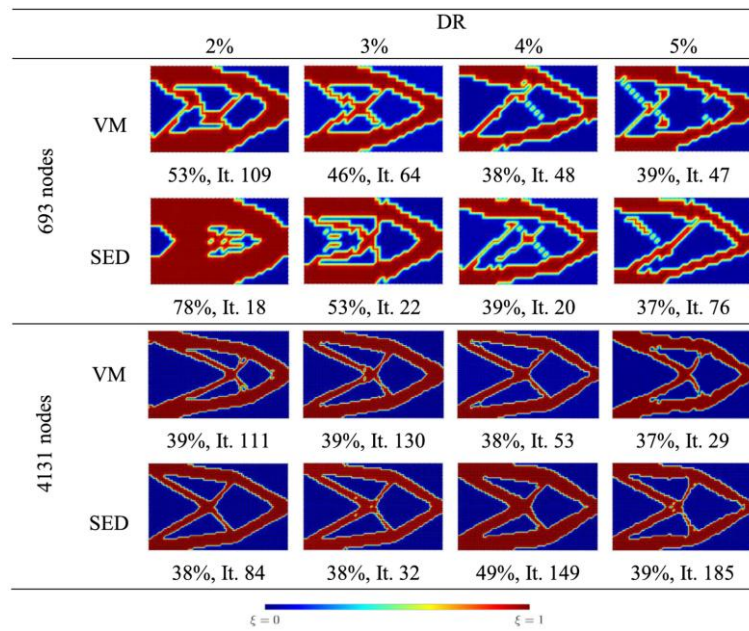 DR
2% 3% 4% 5%
693 nodes
VM
53%, It. 109 46%, It. 64 38%, It. 48 39%, It. 47
SED
78%, It. 18 53%, It. 22 39%, It. 20 37%, It. 76
4131 nodes
VM
39%, It. 111 39%, It. 130 38%, It. 53 37%, It. 29
SED
38%, It. 84 38%, It. 32 49%, It. 149 39%, It. 185
ξ = 0 ξ = 1